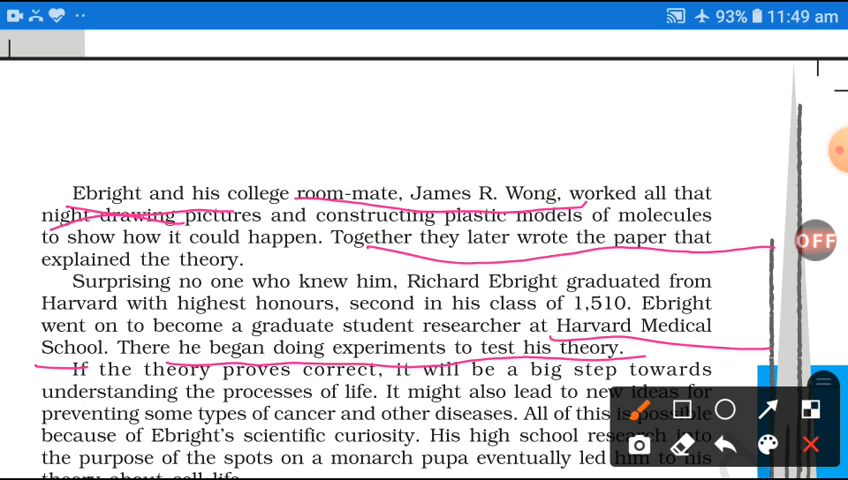 93% 11:49 am
Ebright and his college room-mate, James R. Wong, worked all that
night drawing pictures and constructing plastic models of molecules
to show how it could happen. Together they later wrote the paper that
explained the theory.
Surprising no one who knew him, Richard Ebright graduated from
Harvard with highest honours, second in his class of 1,510. Ebright
went on to become a graduate student researcher at Harvard Medical
School. There he began doing experiments to test his theory.
If the theory proves correct, it will be a big step towards
understanding the processes of life. It might also lead to new ideas for
preventing some types of cancer and other diseases. All of this is possible
because of Ebright's scientific curiosity. His high school research into
the purpose of the spots on a monarch pupa eventually led him to his
theory about cell life.
OFF